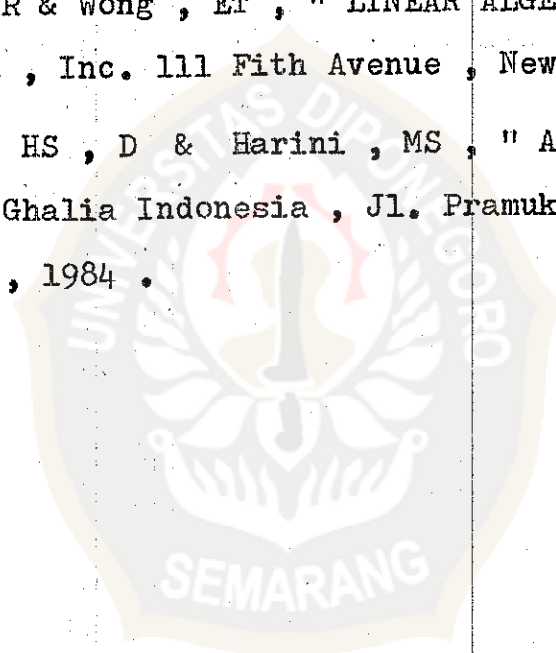 R & Wong , ET , " LINEAR ALGE
, Inc. 111 Fith Avenue , New
HS , D & Harini , MS , " A
Ghalia Indonesia , Jl. Pramuk
, 1984 .
UNIVERSITAS DIPONEGORO
SEMARANG